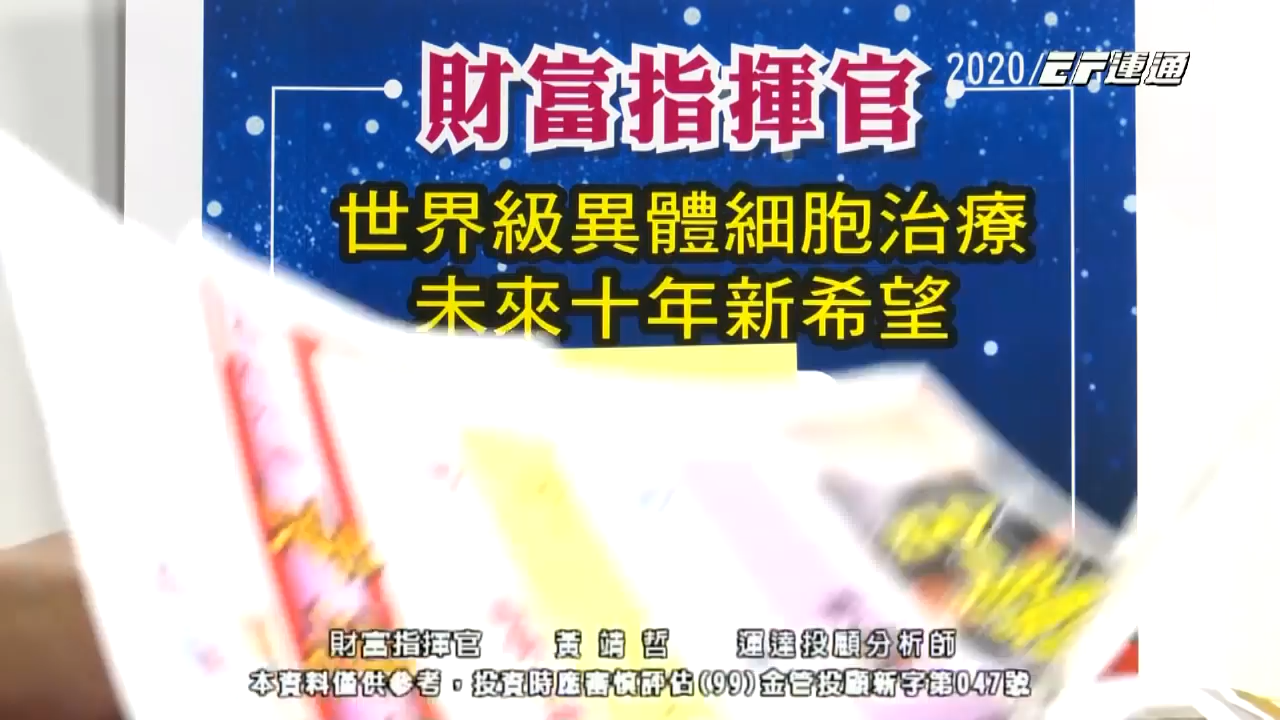 財富指揮官
2020/EF運通
世界級異體細胞治療
未來十年新希望
財富指揮官 黃靖哲 運達投顧分析師
本資料僅供參考,投資時應審慎評估(99)金管投顧新字第047號